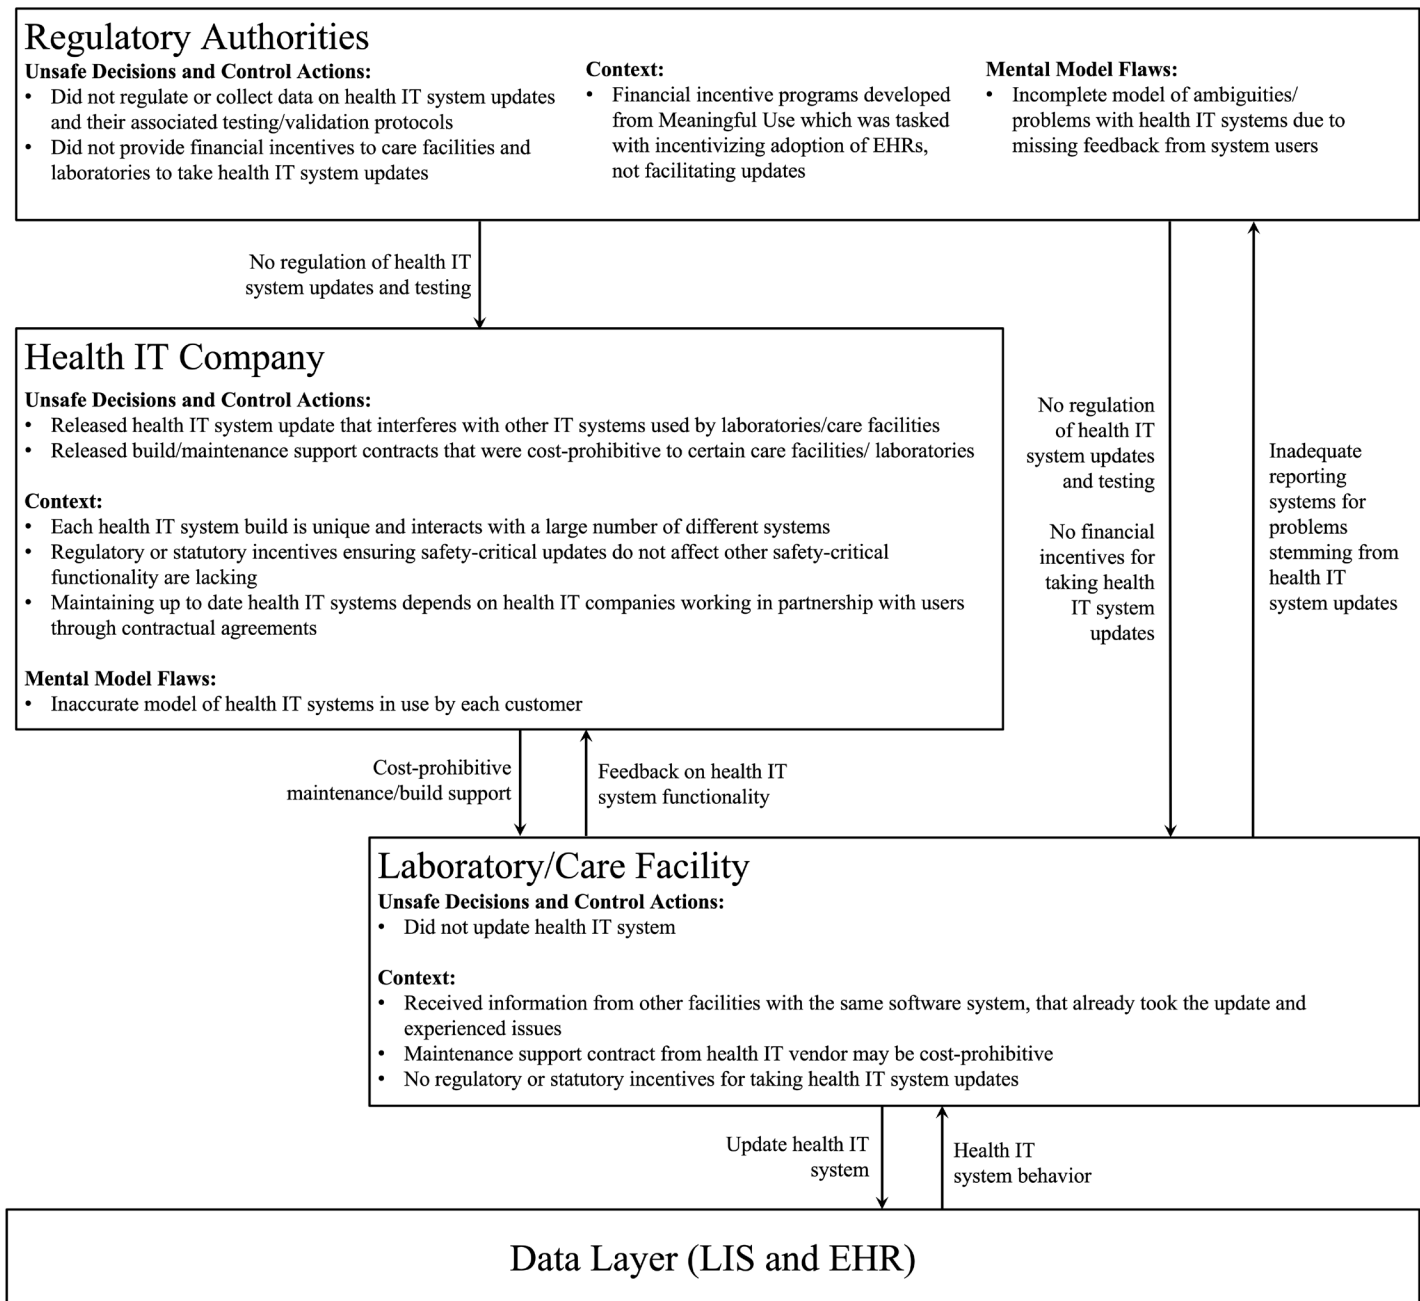 Regulatory Authorities
Unsafe Decisions and Control Actions:
• Did not regulate or collect data on health IT system updates
and their associated testing/validation protocols
• Did not provide financial incentives to care facilities and
laboratories to take health IT system updates
Context:
• Financial incentive programs developed
from Meaningful Use which was tasked
with incentivizing adoption of EHRs,
not facilitating updates
Mental Model Flaws:
• Incomplete model of ambiguities/
problems with health IT systems due to
missing feedback from system users
No regulation of health IT
system updates and testing
Health IT Company
Unsafe Decisions and Control Actions:
• Released health IT system update that interferes with other IT systems used by laboratories/care facilities
• Released build/maintenance support contracts that were cost-prohibitive to certain care facilities/ laboratories
Context:
• Each health IT system build is unique and interacts with a large number of different systems
• Regulatory or statutory incentives ensuring safety-critical updates do not affect other safety-critical
functionality are lacking
• Maintaining up to date health IT systems depends on health IT companies working in partnership with users
through contractual agreements
Mental Model Flaws:
• Inaccurate model of health IT systems in use by each customer
No regulation
of health IT
system updates
and testing
No financial
incentives for
taking health
IT system
updates
Inadequate
reporting
systems for
problems
stemming from
health IT
system updates
Cost-prohibitive
maintenance/build support
Feedback on health IT
system functionality
Laboratory/Care Facility
Unsafe Decisions and Control Actions:
• Did not update health IT system
Context:
• Received information from other facilities with the same software system, that already took the update and
experienced issues
• Maintenance support contract from health IT vendor may be cost-prohibitive
• No regulatory or statutory incentives for taking health IT system updates
Update health IT
system
Health IT
system behavior
Data Layer (LIS and EHR)